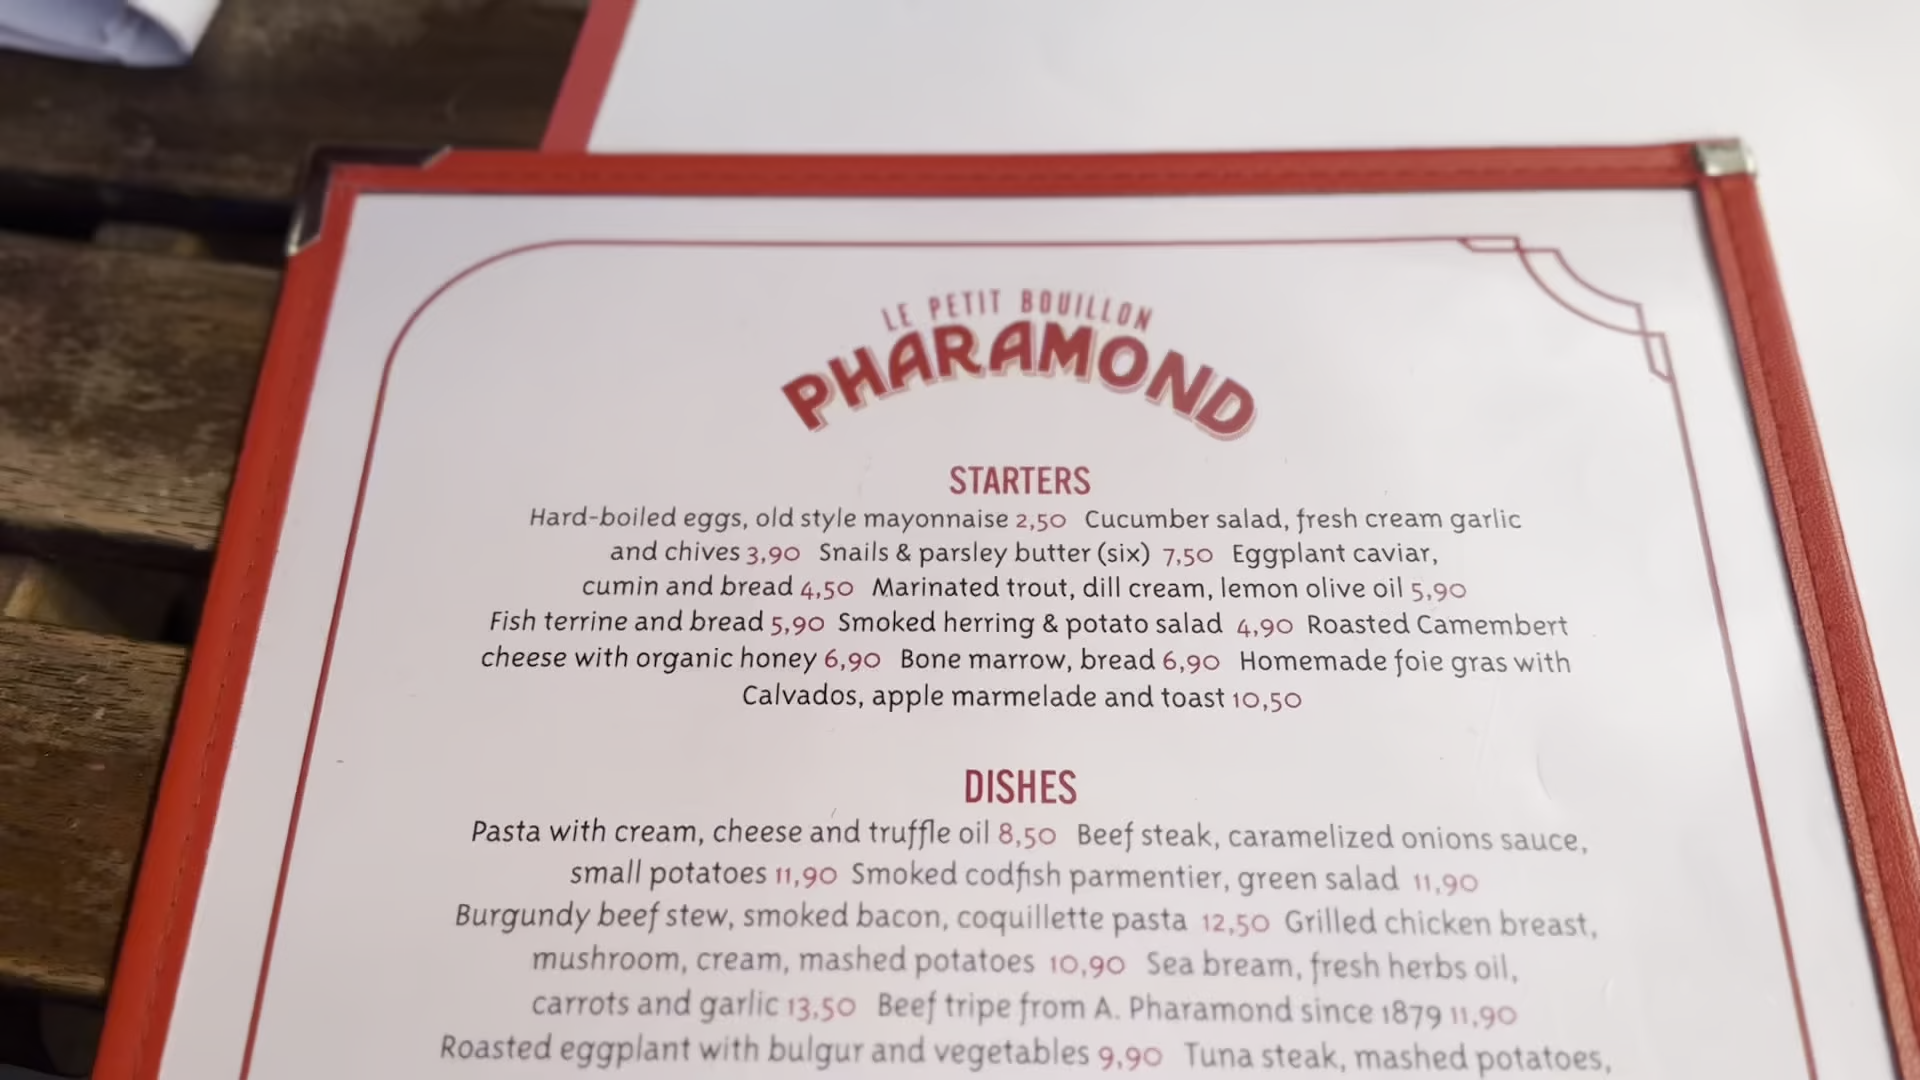 LE PETIT BOUILLON
PHARAMOND
STARTERS
Hard-boiled eggs, old style mayonnaise 2,50 Cucumber salad, fresh cream garlic
and chives 3,90 Snails & parsley butter (six) 7,50 Eggplant caviar,
cumin and bread 4,50 Marinated trout, dill cream, lemon olive oil 5,90
Fish terrine and bread 5,90 Smoked herring & potato salad 4,90 Roasted Camembert
cheese with organic honey 6,90 Bone marrow, bread 6,90 Homemade foie gras with
Calvados, apple marmelade and toast 10,50
DISHES
Pasta with cream, cheese and truffle oil 8,50 Beef steak, caramelized onions sauce,
small potatoes 11,90 Smoked codfish parmentier, green salad 11,90
Burgundy beef stew, smoked bacon, coquillette pasta 12,50 Grilled chicken breast,
mushroom, cream, mashed potatoes 10,90 Sea bream, fresh herbs oil,
carrots and garlic 13,50 Beef tripe from A. Pharamond since 1879 11,90
Roasted eggplant with bulgur and vegetables 9,90 Tuna steak, mashed potatoes,